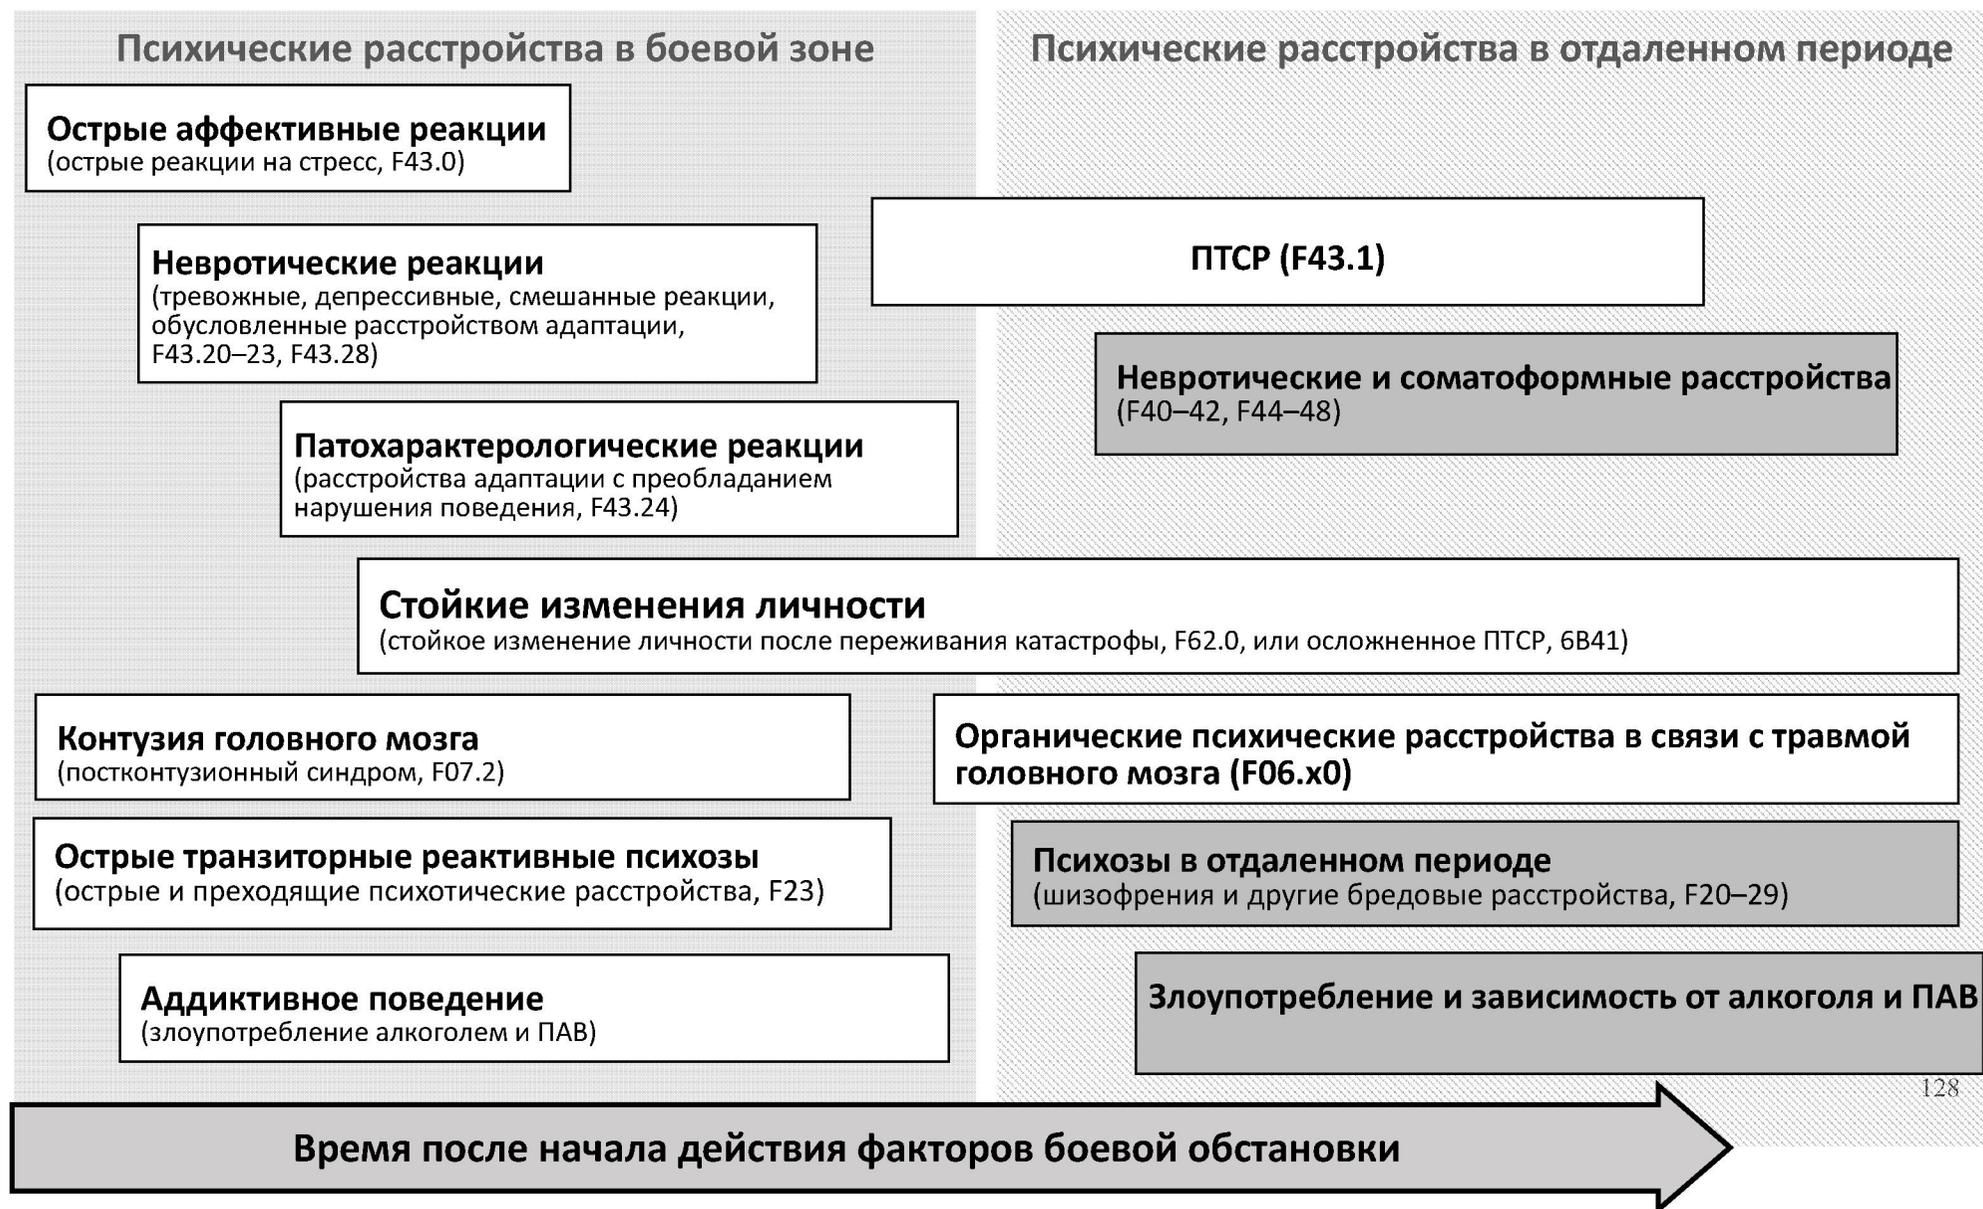 Психические расстройства в боевой зоне
Психические расстройства в отдаленном периоде
Острые аффективные реакции
(острые реакции на стресс, F43.0)
Невротические реакции
(тревожные, депрессивные, смешанные реакции,
обусловленные расстройством адаптации,
F43.20–23, F43.28)
ПТСР (F43.1)
Невротические и соматоформные расстройства
(F40–42, F44–48)
Патохарактерологические реакции
(расстройства адаптации с преобладанием
нарушения поведения, F43.24)
Стойкие изменения личности
(стойкое изменение личности после переживания катастрофы, F62.0, или осложненное ПТСР, 6B41)
Контузия головного мозга
(постконтузионный синдром, F07.2)
Органические психические расстройства в связи с травмой
головного мозга (F06.x0)
Острые транзиторные реактивные психозы
(острые и преходящие психотические расстройства, F23)
Психозы в отдаленном периоде
(шизофрения и другие бредовые расстройства, F20–29)
Аддиктивное поведение
(злоупотребление алкоголем и ПАВ)
Злоупотребление и зависимость от алкоголя и ПАВ
128
Время после начала действия факторов боевой обстановки